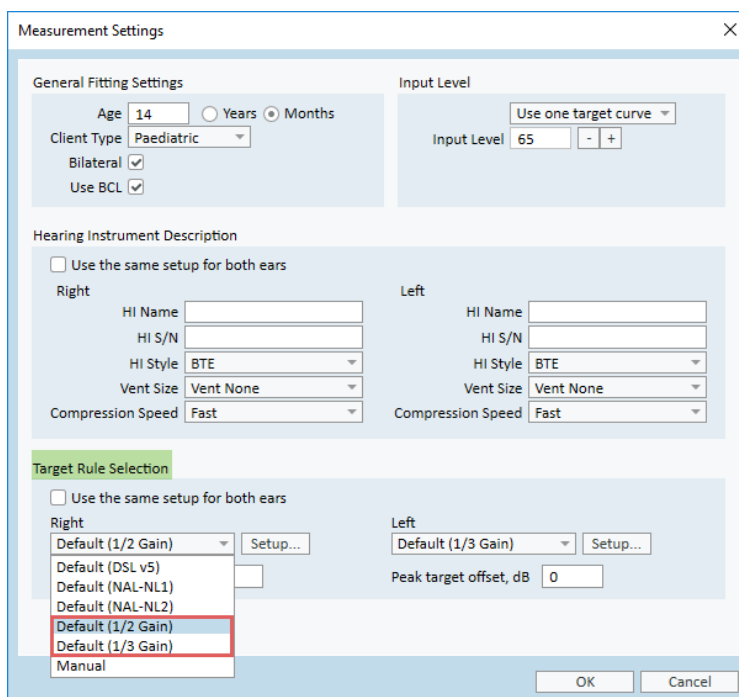 Measurement Settings
General Fitting Settings
Age 14 Years Months
Client Type Paediatric
Bilateral
Use BCL
Input Level
Use one target curve
Input Level 65 - +
Hearing Instrument Description
Use the same setup for both ears
Right
HI Name
HI S/N
HI Style BTE
Vent Size Vent None
Compression Speed Fast
Left
HI Name
HI S/N
HI Style BTE
Vent Size Vent None
Compression Speed Fast
Target Rule Selection
Use the same setup for both ears
Right
Default (1/2 Gain) Setup...
Default (DSL v5)
Default (NAL-NL1)
Default (NAL-NL2)
Default (1/2 Gain)
Default (1/3 Gain)
Manual
Left
Default (1/3 Gain) Setup...
Peak target offset, dB 0
OK Cancel